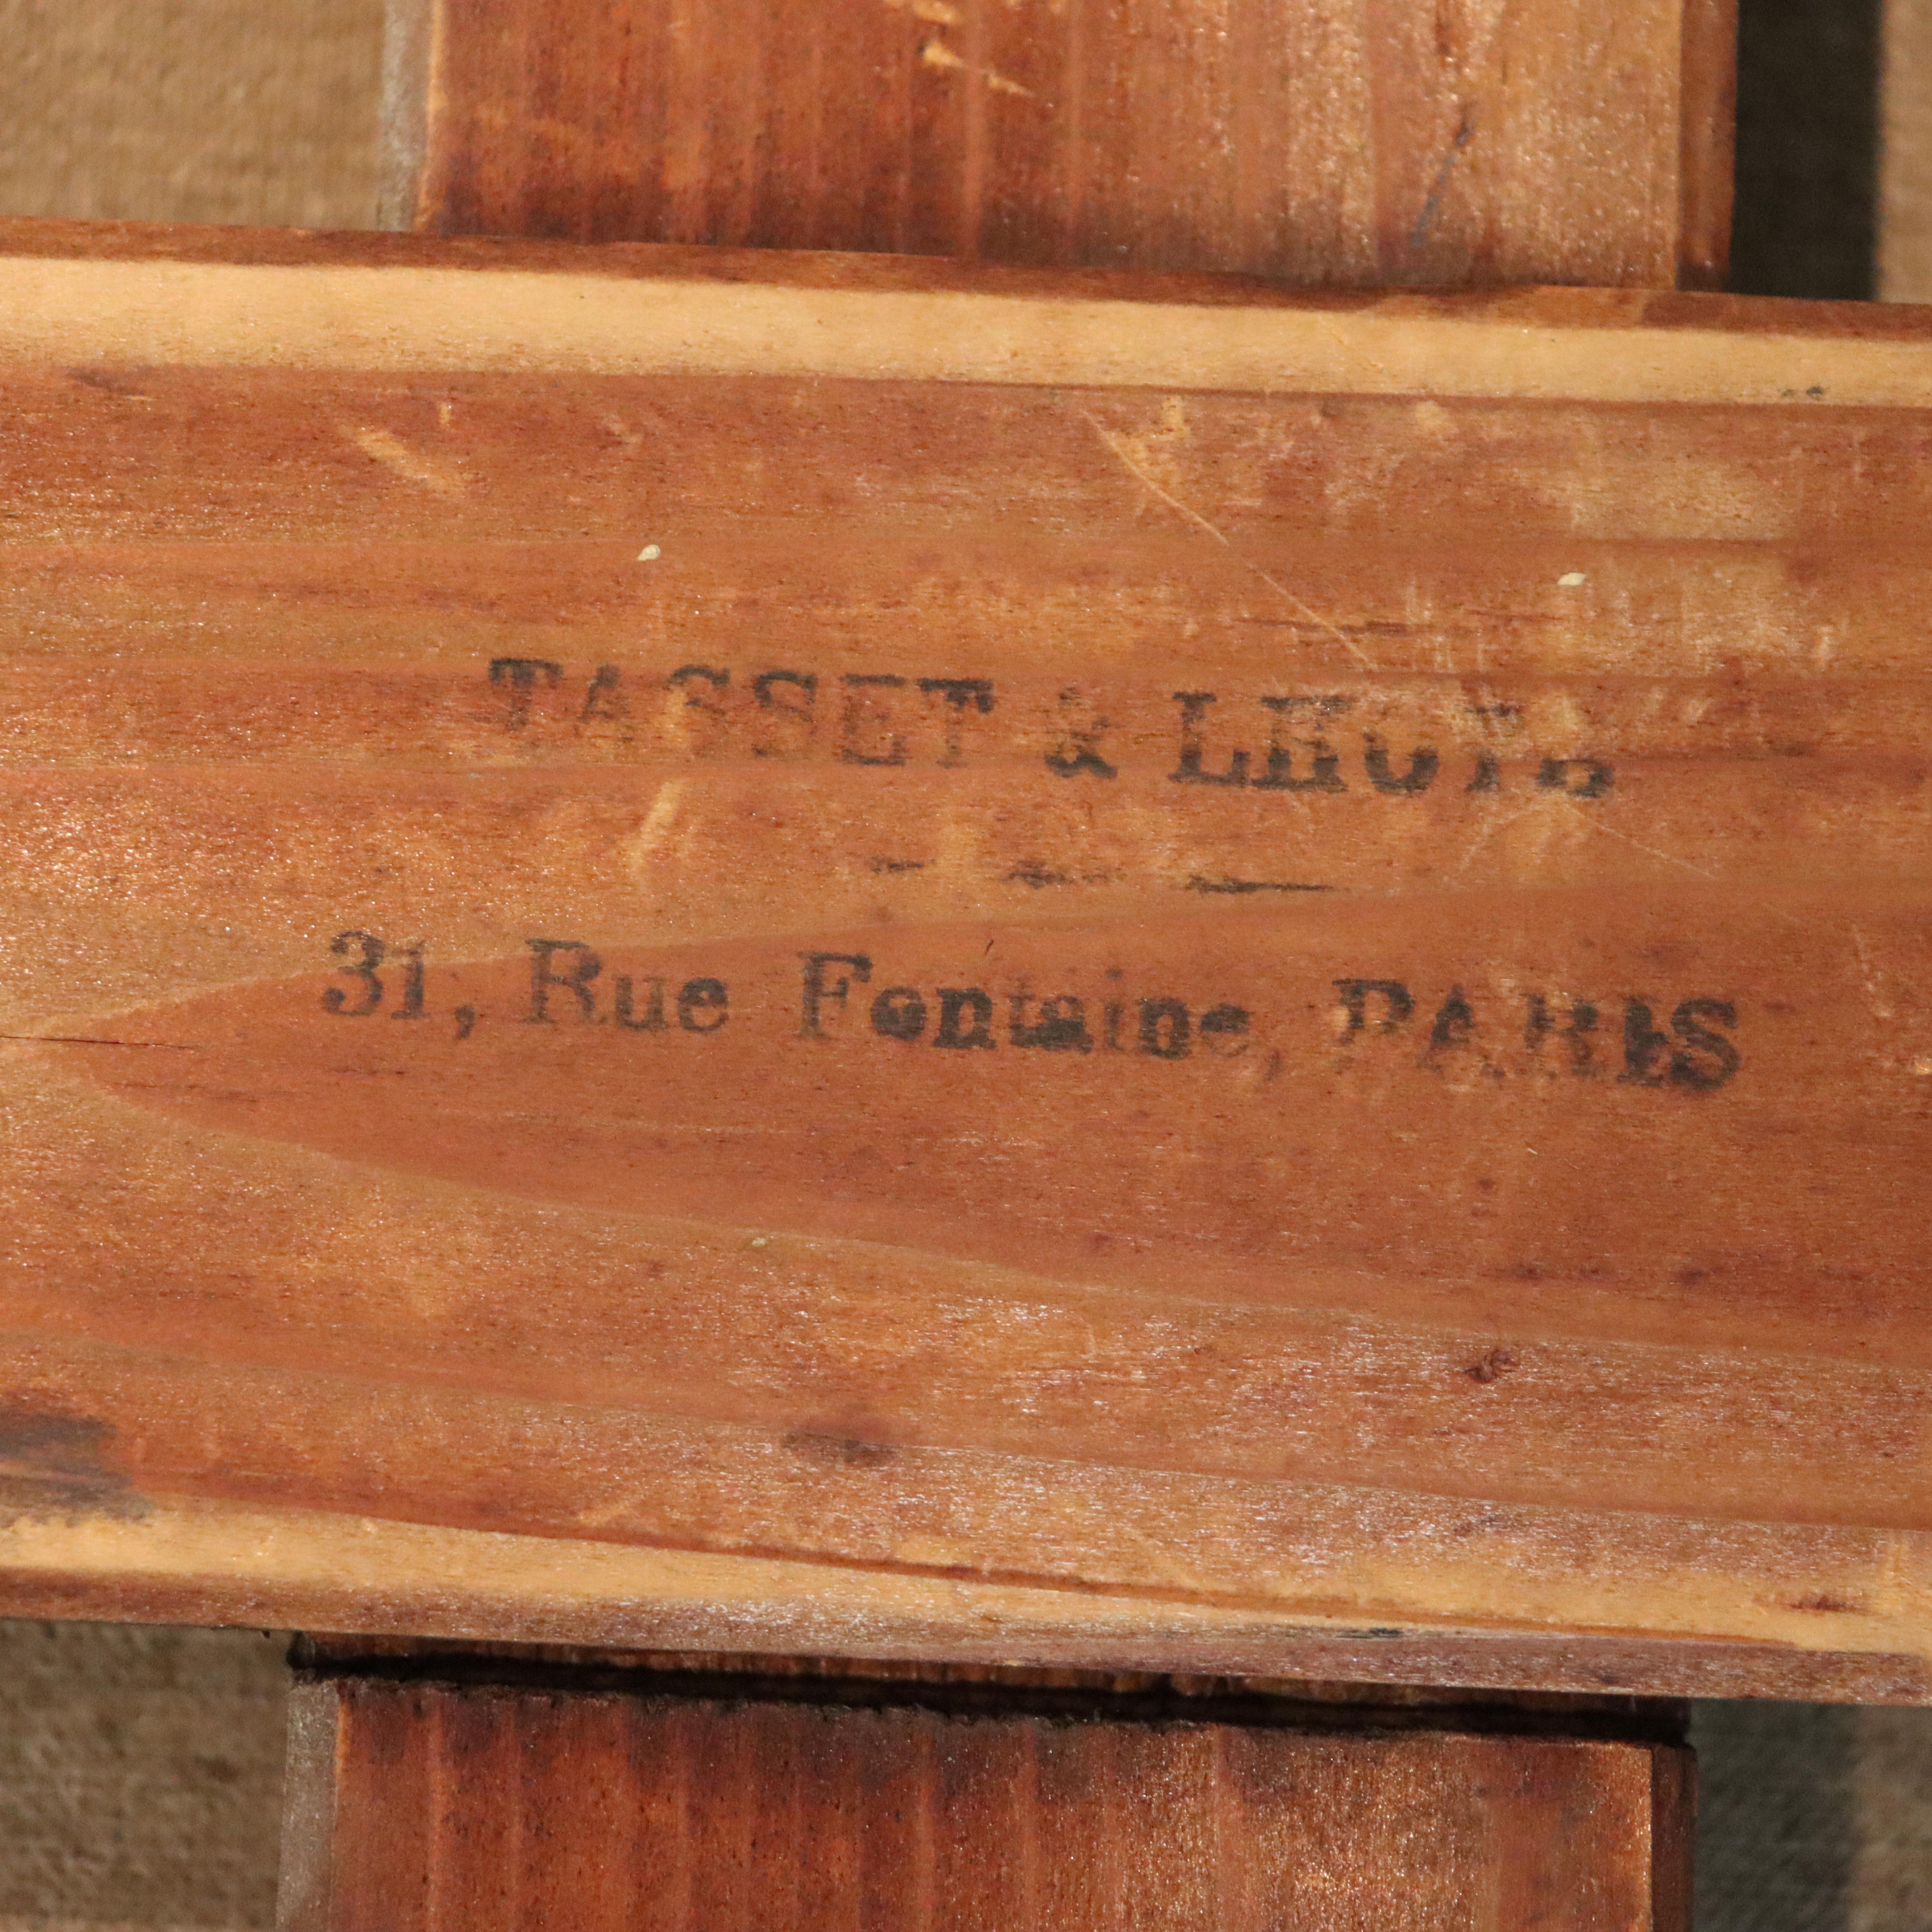 TASSET & LHOTE
31, Rue Fontaine, PARIS